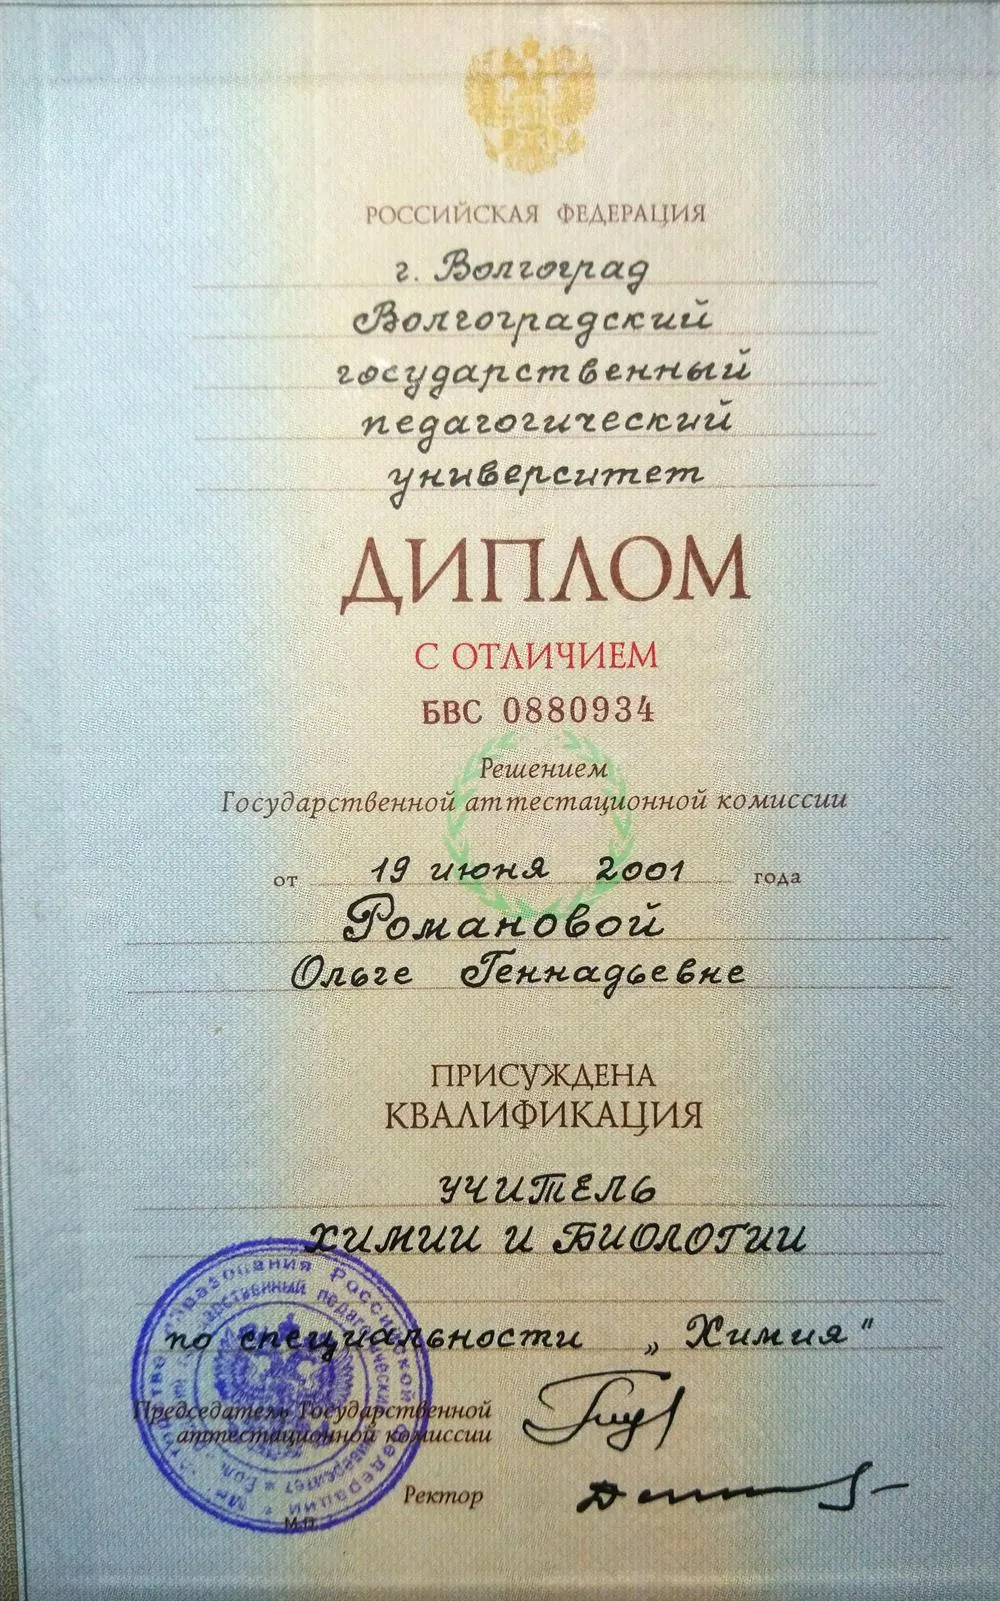 РОССИЙСКАЯ ФЕДЕРАЦИЯ
г. Волгоград
Волгоградский
государственный
педагогический
университет
ДИПЛОМ
С ОТЛИЧИЕМ
БВС 0880934
Решением
Государственной аттестационной комиссии
от 19 июня 2001 года
Романовой
Ольге Геннадьевне
ПРИСУЖДЕНА
КВАЛИФИКАЦИЯ
УЧИТЕЛЬ
ХИМИИ И БИОЛОГИИ
по специальности „Химия"
Председатель Государственной
аттестационной комиссии
Ректор
М.П.